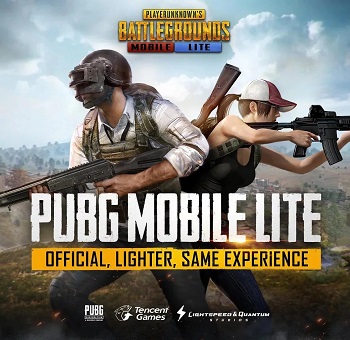 PLAYERUNKNOWN'S
BATTLEGROUNDS
MOBILE LITE
PUBG MOBILE LITE
OFFICIAL, LIGHTER, SAME EXPERIENCE
PUBG
Tencent
Games
LIGHTSPEED & QUANTUM
STUDIOS